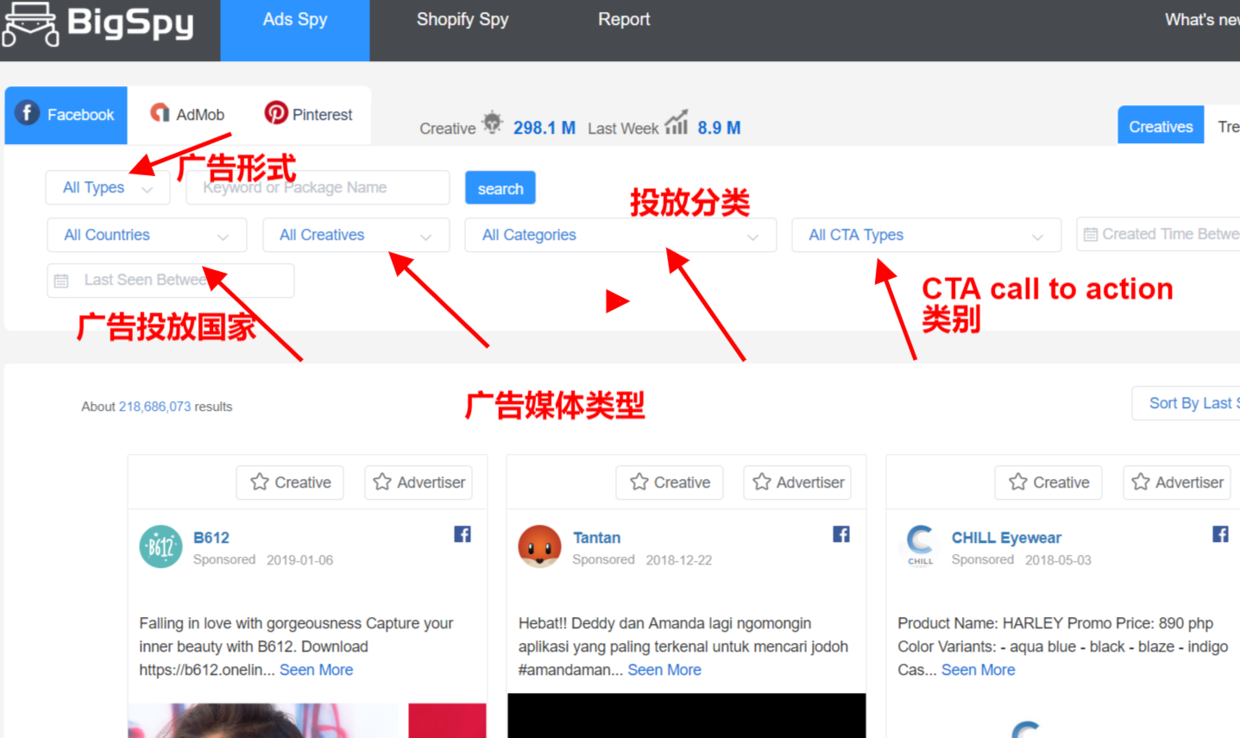 BigSpy
Ads Spy
Shopify Spy
Report
What's new
Facebook
AdMob
Pinterest
Creative 298.1 M Last Week 8.9 M
Creatives
Tre
广告形式
All Types
Keyword or Package Name
search
投放分类
All Countries
All Creatives
All Categories
All CTA Types
Created Time Betwe
Last Seen Betwee
CTA call to action
类别
广告投放国家
广告媒体类型
About 218,686,073 results
Sort By Last S
Creative
Advertiser
Creative
Advertiser
Creative
Advertiser
B612
B612
Sponsored 2019-01-06
Falling in love with gorgeousness Capture your
inner beauty with B612. Download
https://b612.onelin... Seen More
Tantan
Sponsored 2018-12-22
Hebat!! Deddy dan Amanda lagi ngomongin
aplikasi yang paling terkenal untuk mencari jodoh
#amandaman... Seen More
CHILL
CHILL Eyewear
Sponsored 2018-05-03
Product Name: HARLEY Promo Price: 890 php
Color Variants: - aqua blue - black - blaze - indigo
Cas... Seen More